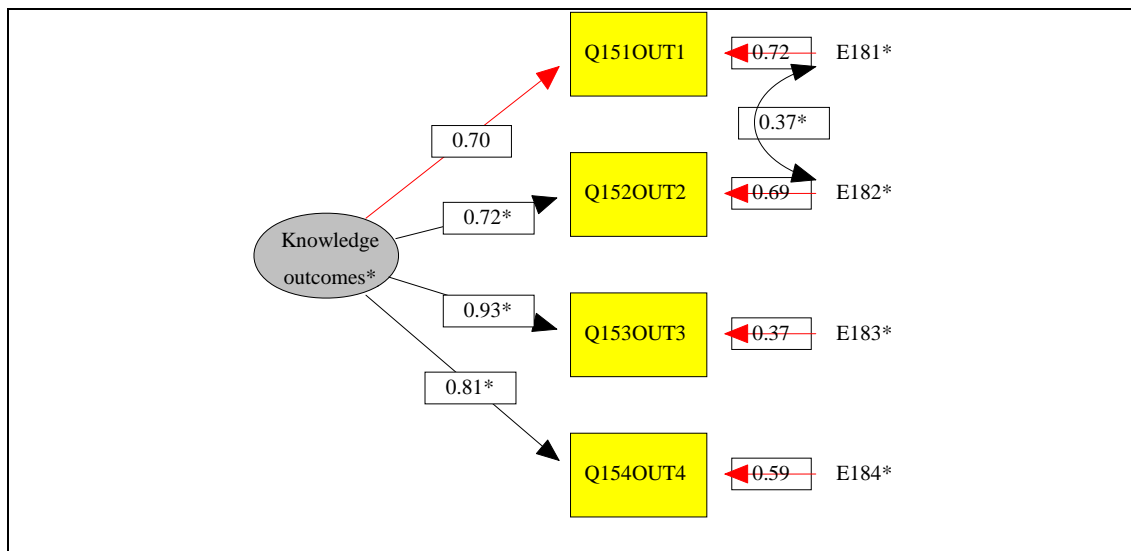 Q151OUT1
0.72
E181*
0.37*
0.70
Q152OUT2
0.69
E182*
0.72*
Knowledge
outcomes*
0.93*
Q153OUT3
0.37
E183*
0.81*
Q154OUT4
0.59
E184*